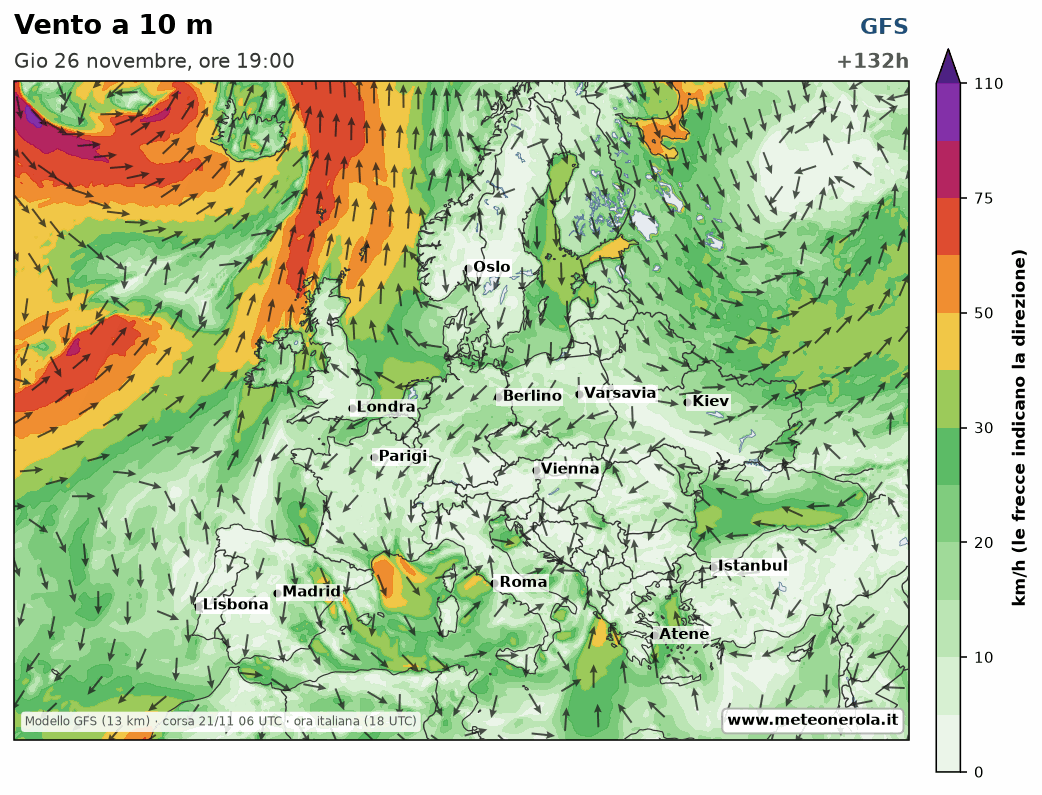 Vento a 10 m
GFS
Gio 26 novembre, ore 19:00
+132h
110
75
50
30
20
10
0
km/h (le frecce indicano la direzione)
Oslo
Londra
Berlino
Varsavia
Kiev
Parigi
Vienna
Madrid
Lisbona
Roma
Istanbul
Atene
Modello GFS (13 km) · corsa 21/11 06 UTC · ora italiana (18 UTC)
www.meteonerola.it